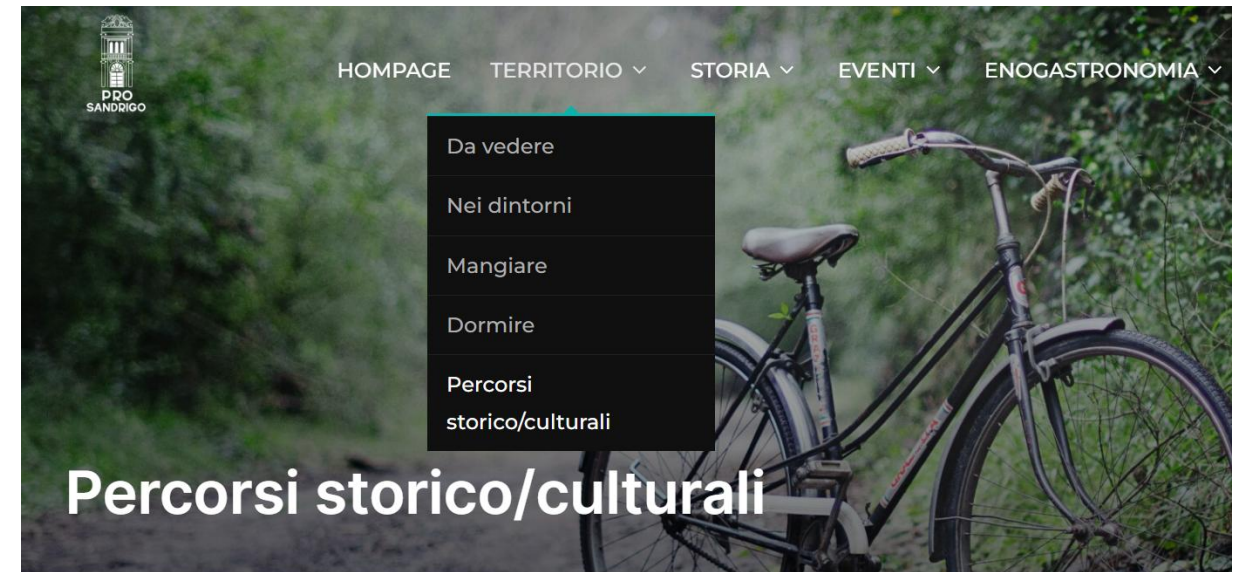 PRO
SANDRIGO
HOMPAGE TERRITORIO STORIA EVENTI ENOGASTRONOMIA
Da vedere
Nei dintorni
Mangiare
Dormire
Percorsi
storico/culturali
Percorsi storico/culturali